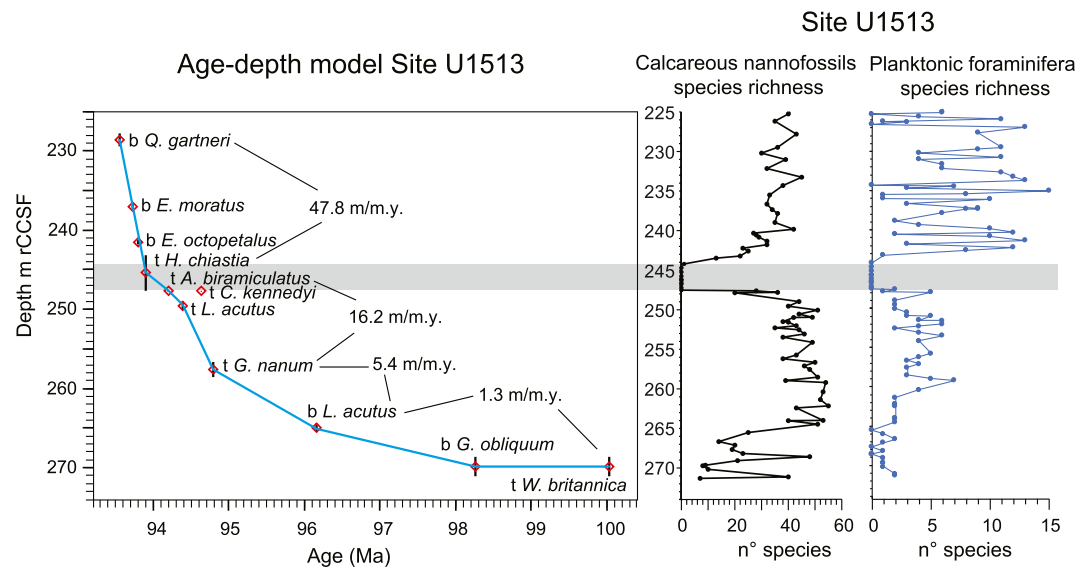 Site U1513
Age-depth model Site U1513
Calcareous nannofossils
species richness
Planktonic foraminifera
species richness
Depth m rCCSF
230
240
250
260
270
b Q. gartneri
b E. moratus
47.8 m/m.y.
b E. octopetalus
t H. chiastia
t A. biramiculatus
t C. kennedyi
t L. acutus
16.2 m/m.y.
t G. nanum
5.4 m/m.y.
1.3 m/m.y.
b L. acutus
b G. obliquum
t W. britannica
94
95
96
97
98
99
100
Age (Ma)
225
230
235
240
245
250
255
260
265
270
0
20
40
60
n° species
0
5
10
15
n° species